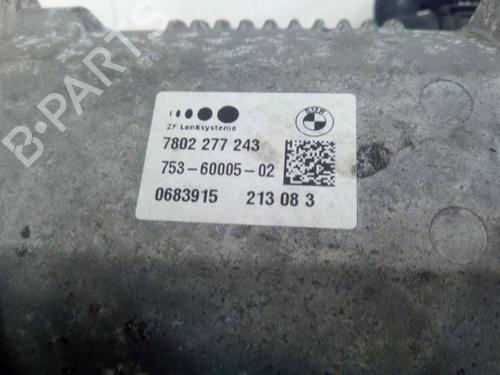 B-PARTS
BMW
ZF Lenksysteme
7802 277 243
753-60005-02
0683915 213 08 3